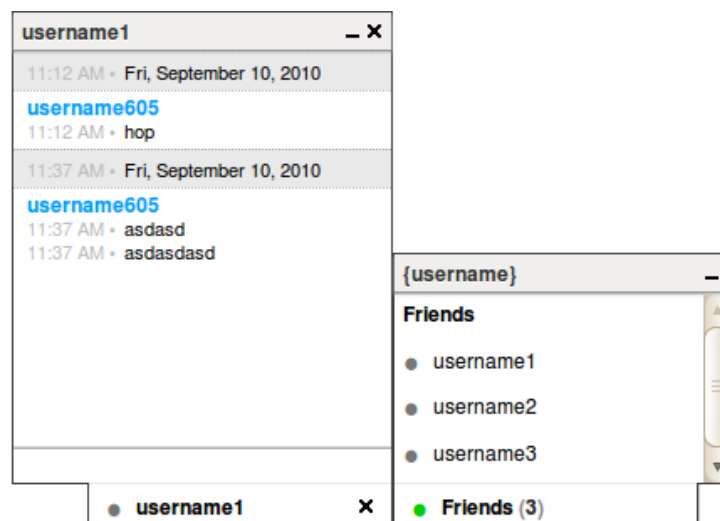 username1
11:12 AM • Fri, September 10, 2010
username605
11:12 AM • hop
11:37 AM • Fri, September 10, 2010
username605
11:37 AM • asdasd
11:37 AM • asdasdasd
{username}
Friends
username1
username2
username3
username1
Friends (3)